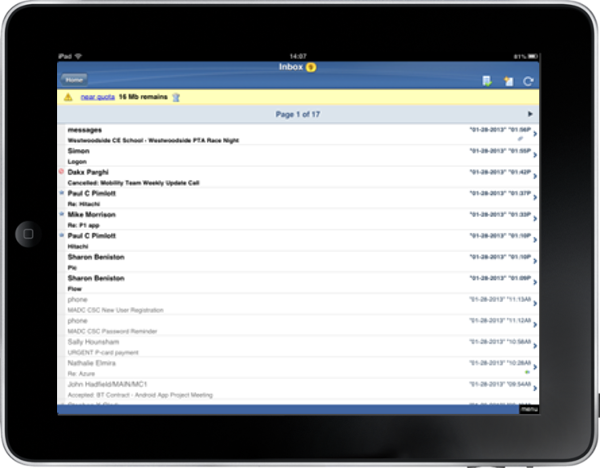 iPad 14:07 81%
Inbox
Home
near quota 16 Mb remains
Page 1 of 17
messages "01-28-2013" "01:56P
Westwoodside CE School - Westwoodside PTA Race Night
Simon "01-28-2013" "01:55P
Logon
Daks Parghi "01-28-2013" "01:42P
Cancelled: Mobility Team Weekly Update Call
Paul C Pimlott "01-28-2013" "01:37P
Re: Hitachi
Mike Morrison "01-28-2013" "01:33P
Re: P1 app
Paul C Pimlott "01-28-2013" "01:10P
Hitachi
Sharon Beniston "01-28-2013" "01:10P
Pic
Sharon Beniston "01-28-2013" "01:09P
Flow
phone "01-28-2013" "11:13AM
MADC CSC New User Registration
phone "01-28-2013" "11:12AM
MADC CSC Password Reminder
Sally Hounsham "01-28-2013" "10:58AM
URGENT P-card payment
Nathalie Elmira "01-28-2013" "10:26AM
Re: Azure
John Hadfield/MAIN/MC1 "01-28-2013" "09:54AM
Accepted: BT Contract - Android App Project Meeting
menu